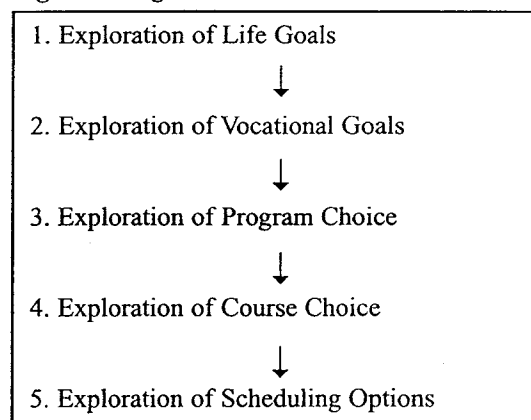 1. Exploration of Life Goals
2. Exploration of Vocational Goals
3. Exploration of Program Choice
4. Exploration of Course Choice
5. Exploration of Scheduling Options